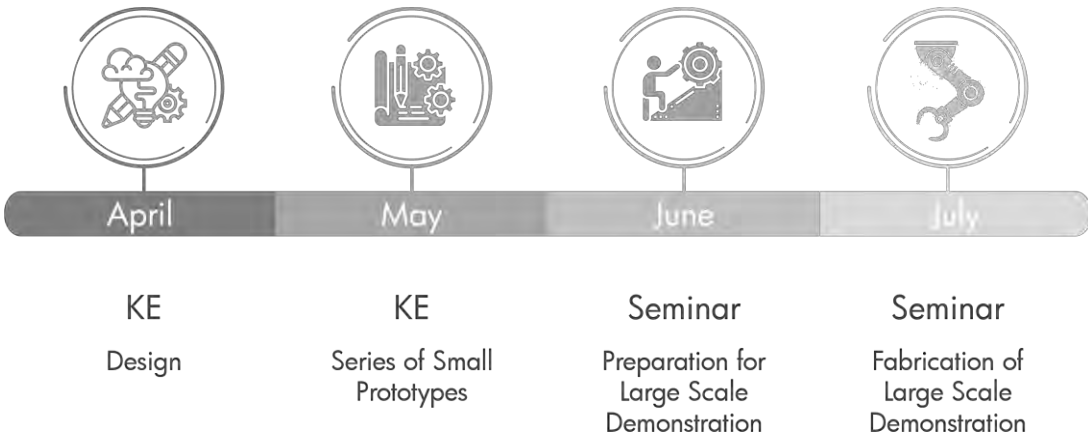 April
May
June
July
KE
KE
Seminar
Seminar
Design
Series of Small
Prototypes
Preparation for
Large Scale
Demonstration
Fabrication of
Large Scale
Demonstration